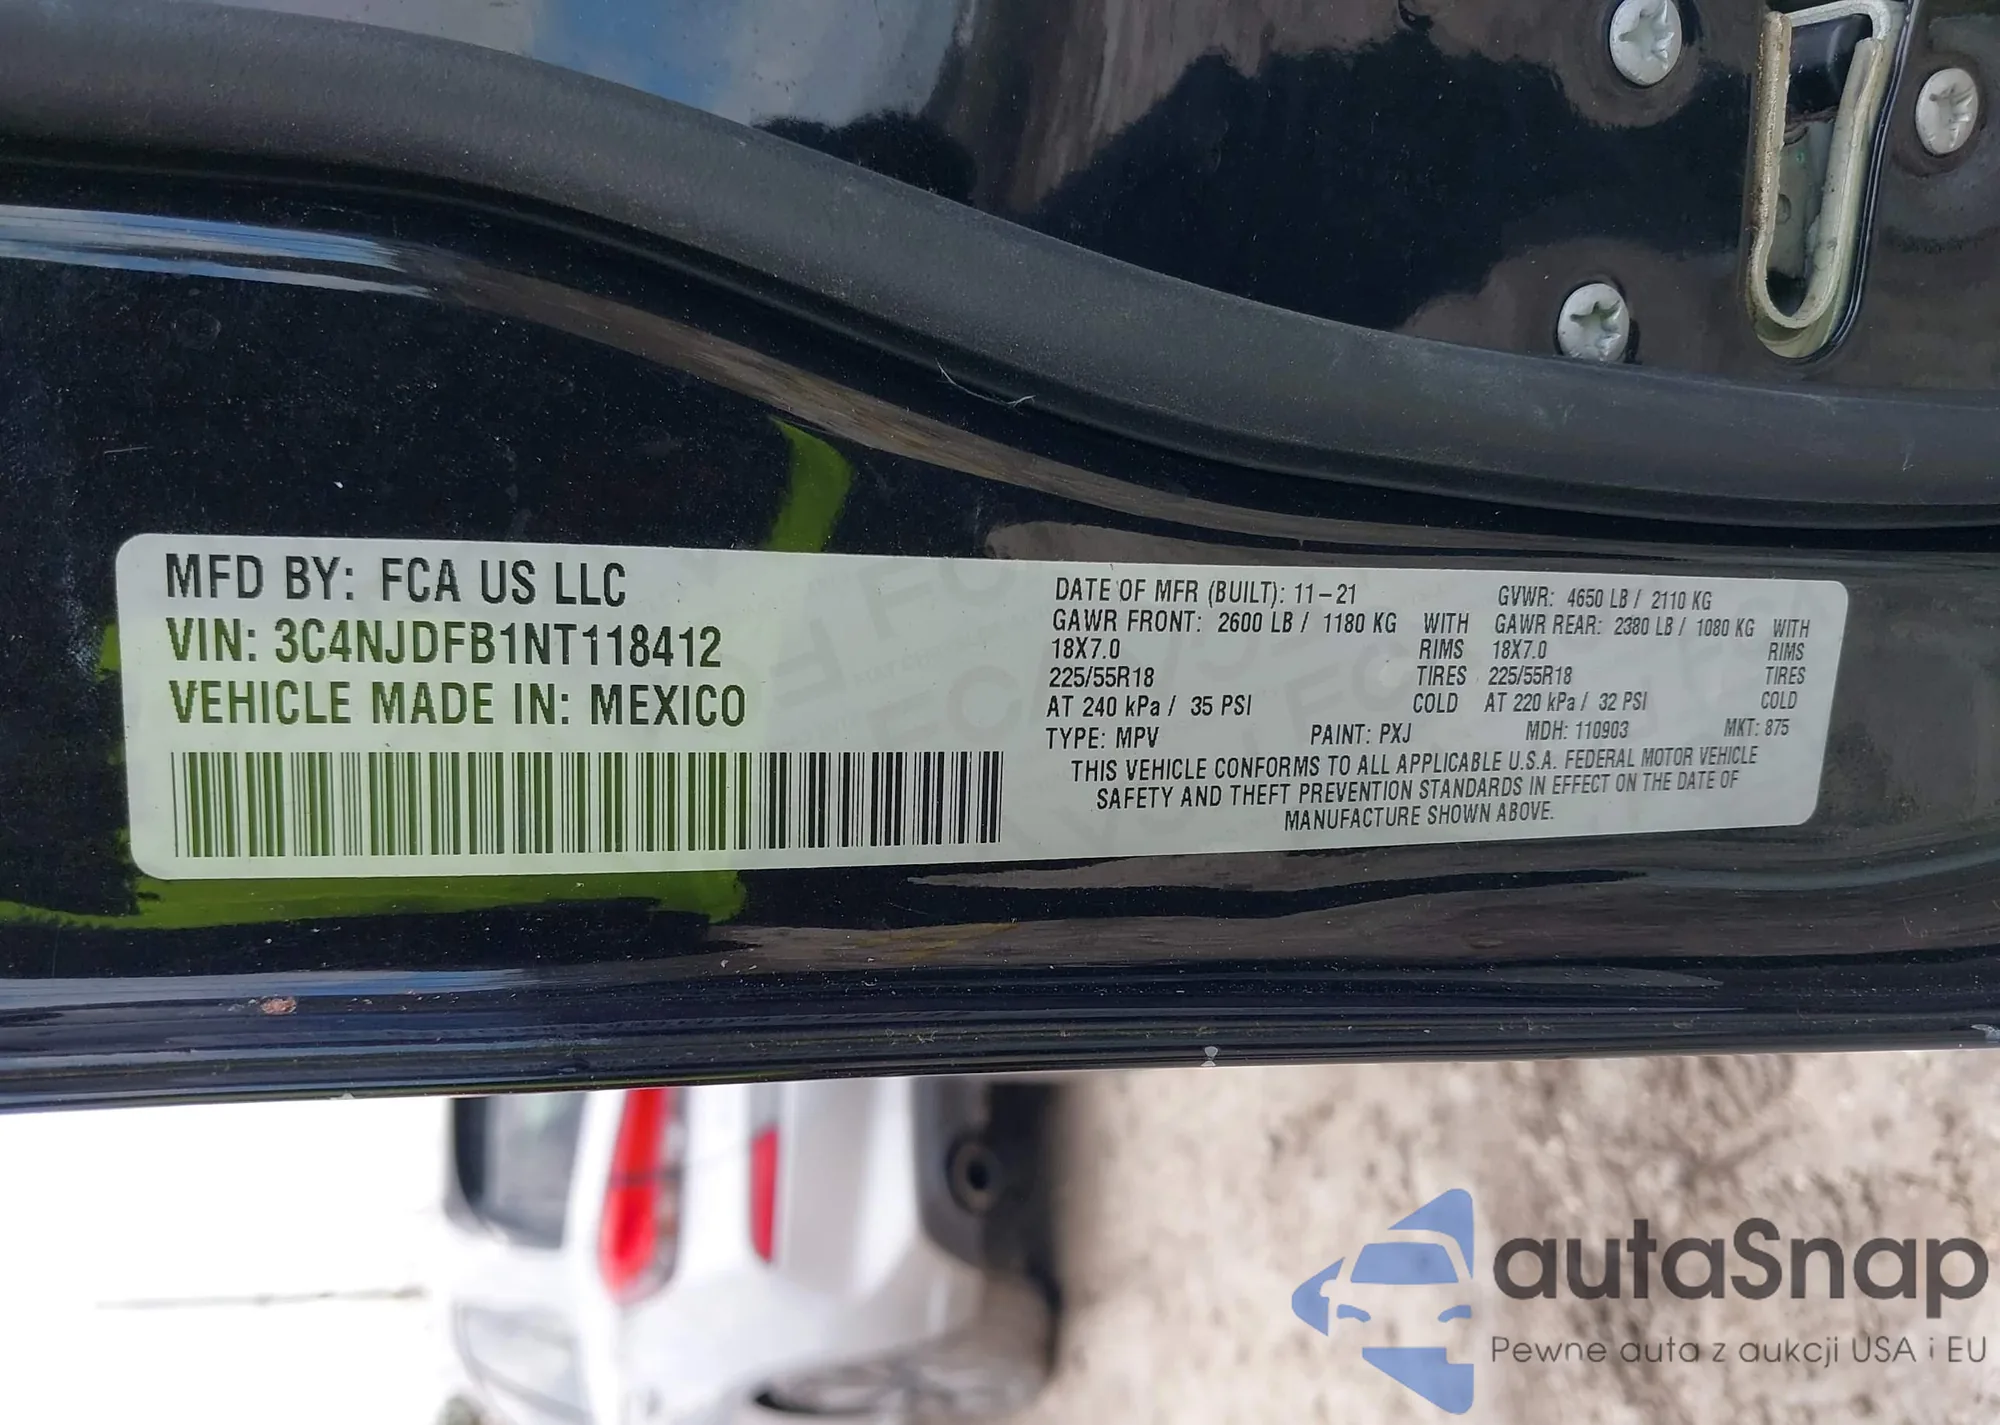 MFD BY: FCA US LLC
VIN: 3C4NJDFB1NT118412
VEHICLE MADE IN: MEXICO
DATE OF MFR (BUILT): 11-21 GVWR: 4650 LB / 2110 KG
GAWR FRONT: 2600 LB / 1180 KG WITH GAWR REAR: 2380 LB / 1080 KG WITH
18X7.0 RIMS 18X7.0 RIMS
225/55R18 TIRES 225/55R18 TIRES
AT 240 kPa / 35 PSI COLD AT 220 kPa / 32 PSI COLD
TYPE: MPV PAINT: PXJ MDH: 110903 MKT: 875
THIS VEHICLE CONFORMS TO ALL APPLICABLE U.S.A. FEDERAL MOTOR VEHICLE
SAFETY AND THEFT PREVENTION STANDARDS IN EFFECT ON THE DATE OF
MANUFACTURE SHOWN ABOVE.
autaSnap
Pewne auta z aukcji USA i EU